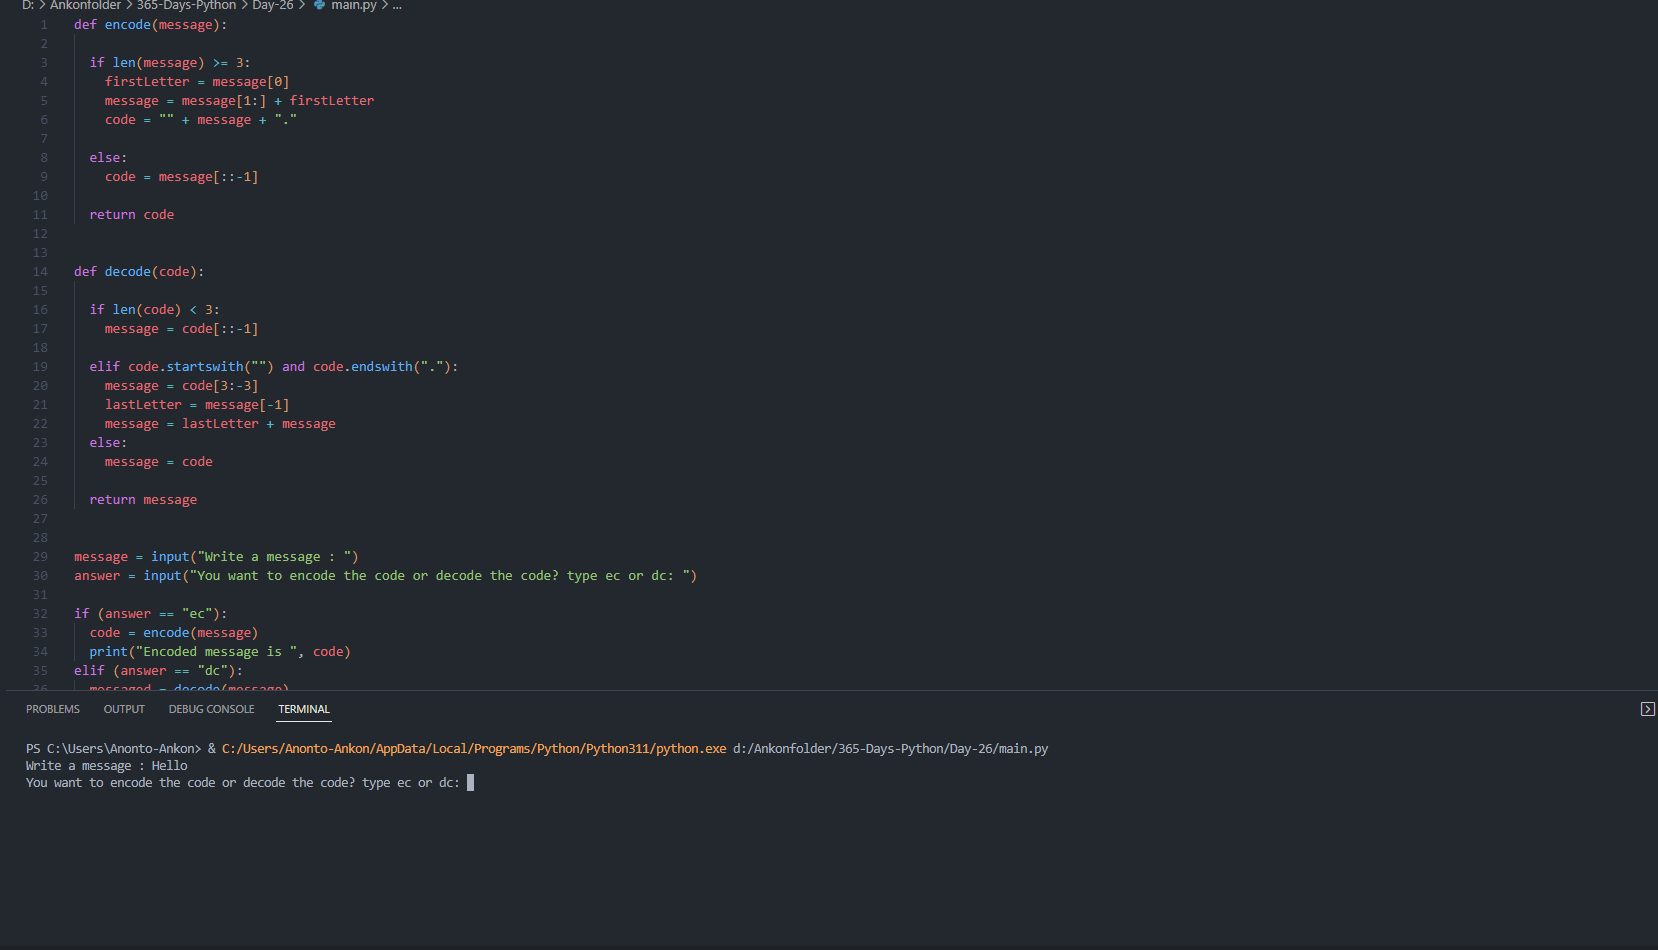 D: > Ankonfolder > 365-Days-Python > Day-26 > main.py > ...
1 def encode(message):
2
3 if len(message) >= 3:
4 firstLetter = message[0]
5 message = message[1:] + firstLetter
6 code = "" + message + "."
7
8 else:
9 code = message[::-1]
10
11 return code
12
13
14 def decode(code):
15
16 if len(code) < 3:
17 message = code[::-1]
18
19 elif code.startswith("") and code.endswith("."):
20 message = code[3:-3]
21 lastLetter = message[-1]
22 message = lastLetter + message
23 else:
24 message = code
25
26 return message
27
28
29 message = input("Write a message : ")
30 answer = input("You want to encode the code or decode the code? type ec or dc: ")
31
32 if (answer == "ec"):
33 code = encode(message)
34 print("Encoded message is ", code)
35 elif (answer == "dc"):
36 messaged = decode(message)
PROBLEMS OUTPUT DEBUG CONSOLE TERMINAL
PS C:\Users\Anonto-Ankon> & C:/Users/Anonto-Ankon/AppData/Local/Programs/Python/Python311/python.exe d:/Ankonfolder/365-Days-Python/Day-26/main.py
Write a message : Hello
You want to encode the code or decode the code? type ec or dc: